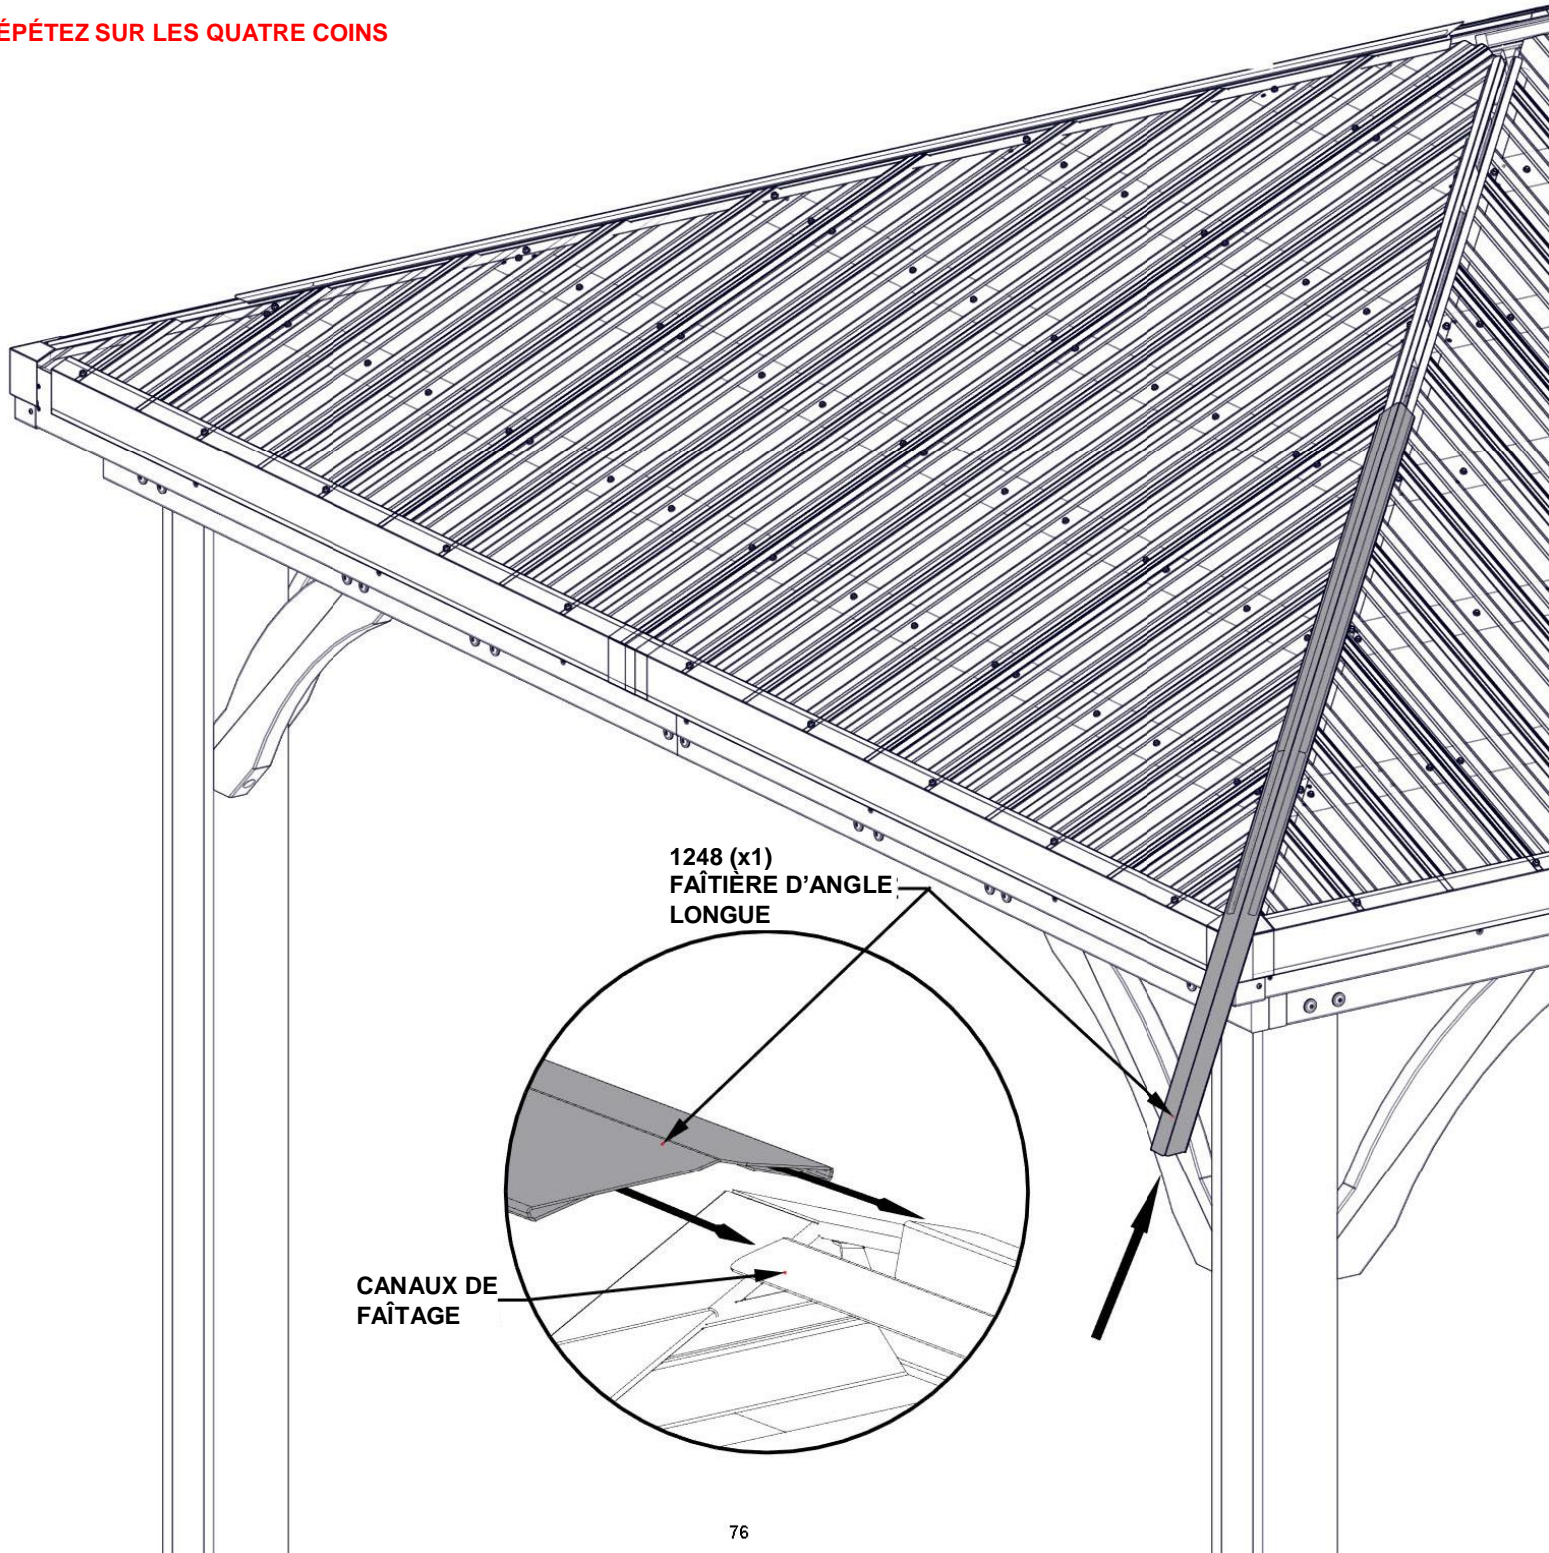 ÉPÉTEZ SUR LES QUATRE COINS
1248 (x1)
FAÎTIÈRE D’ANGLE
LONGUE
CANAUX DE
FAÎTAGE
76